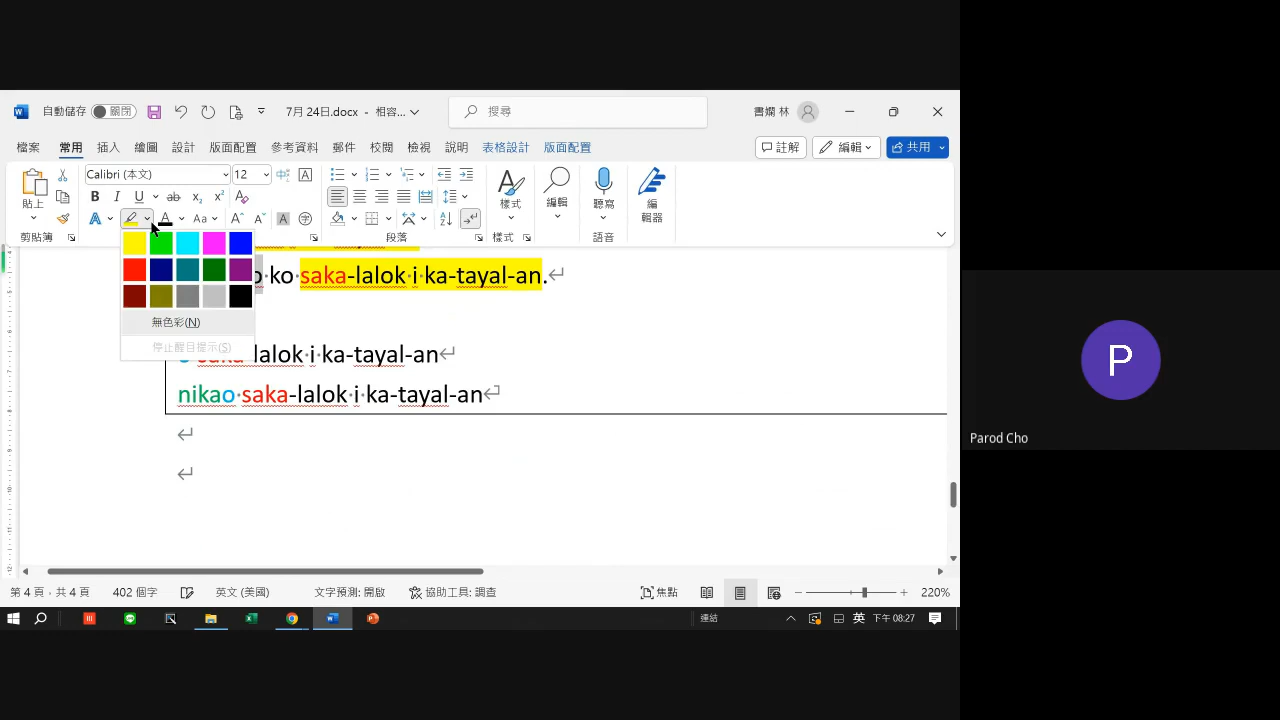 自動儲存 關閉 7月 24日.docx - 相容... 搜尋 書嫻 林
檔案 常用 插入 繪圖 設計 版面配置 參考資料 郵件 校閱 檢視 說明 表格設計 版面配置 註解 編輯 共用
貼上 Calibri (本文) 12 樣式 編輯 聽寫 編輯器
剪貼簿 段落 樣式 語音
o ko saka-lalok i ka-tayal-an.
無色彩(N)
停止醒目提示(S)
o saka-lalok i ka-tayal-an
nikao saka-lalok i ka-tayal-an
P
Parod Cho
第 4 頁，共 4 頁 402 個字 英文 (美國) 文字預測: 開啟 協助工具: 調查 焦點 220%
連結 英 下午 08:27